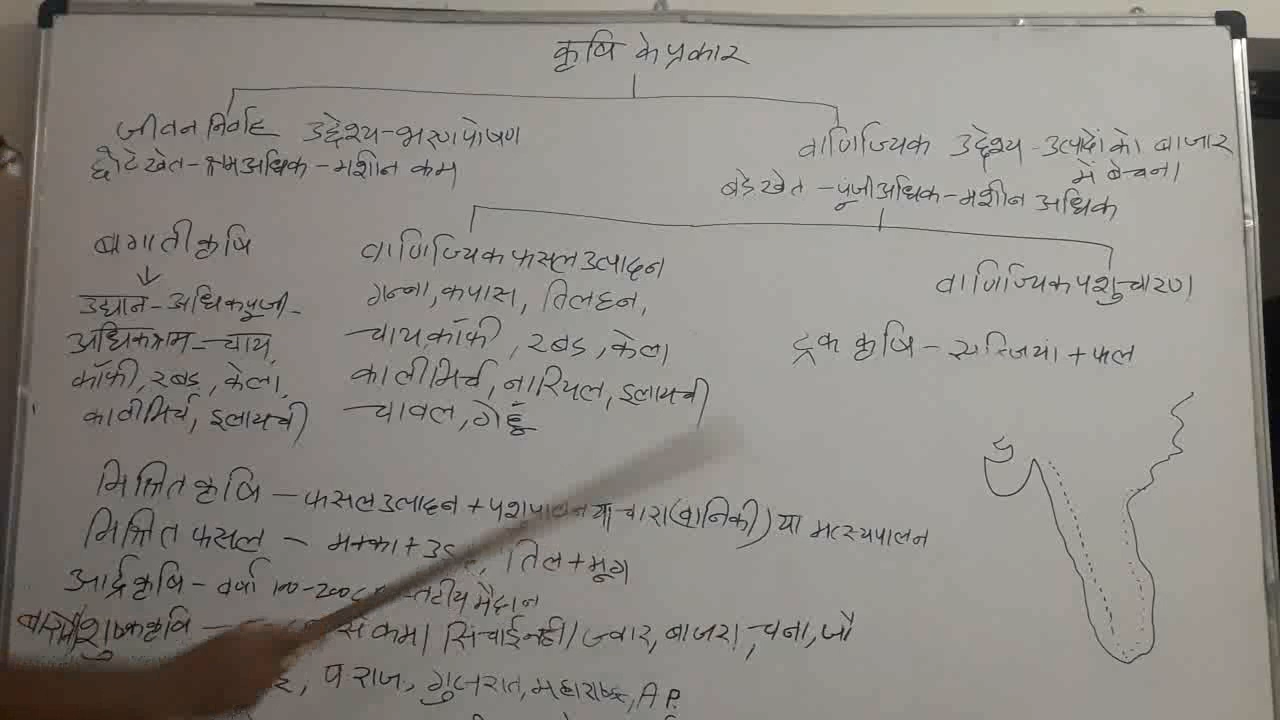 कृषि के प्रकार
जीवन निर्वाह उद्देश्य-भरण पोषण
छोटे खेत-श्रम अधिक-मशीन कम
वाणिज्यिक उद्देश्य-उत्पादों को बाजार
में बेचना
बडे खेत-पूजी अधिक-मशीन अधिक
बागाती कृषि
उद्यान-अधिक पूजी-
अधिक श्रम-चाय,
कॉफी, रबड, केला,
काली मिर्च, इलायची
वाणिज्यिक फसल उत्पादन
गन्ना, कपास, तिलहन,
चाय, कॉफी, रबड, केला
काली मिर्च, नारियल, इलायची
चावल, गेहूं
वाणिज्यिक पशुचारण
ट्रक कृषि-सब्जियां+फल
मिश्रित कृषि-फसल उत्पादन+पशुपालन या चारा(वानिकी) या मत्स्यपालन
मिश्रित फसल-मक्का+, तिल+मूग
आर्द्र कृषि-वर्षा 100-200 तटीय मैदान
शुष्क कृषि-से कम। सिंचाई नही। ज्वार, बाजरा, चना, जौ
प राज, गुजरात, महाराष्ट्र, A.P.